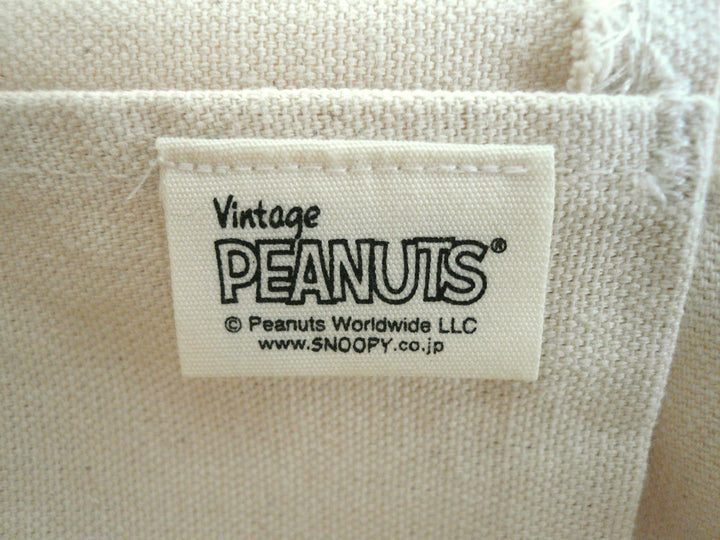 Vintage
PEANUTS®
© Peanuts Worldwide LLC
www.SNOOPY.co.jp